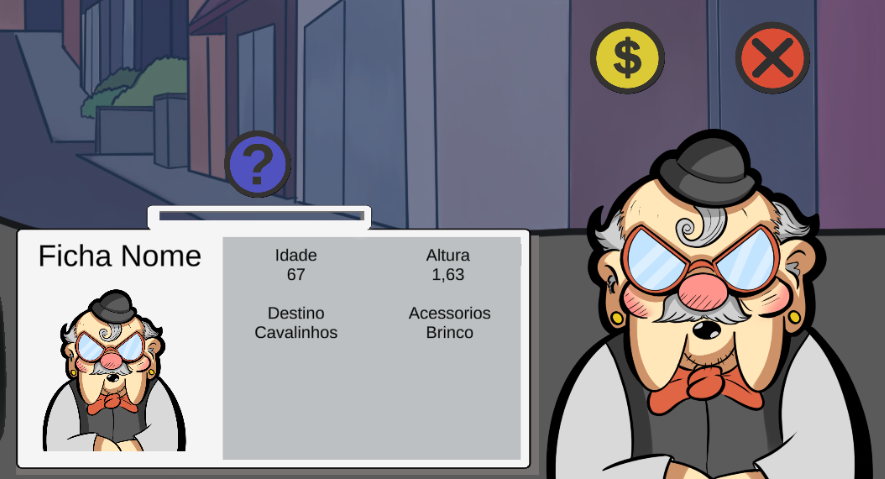 $
?
Ficha Nome
Idade
67
Altura
1,63
Destino
Cavalinhos
Acessorios
Brinco